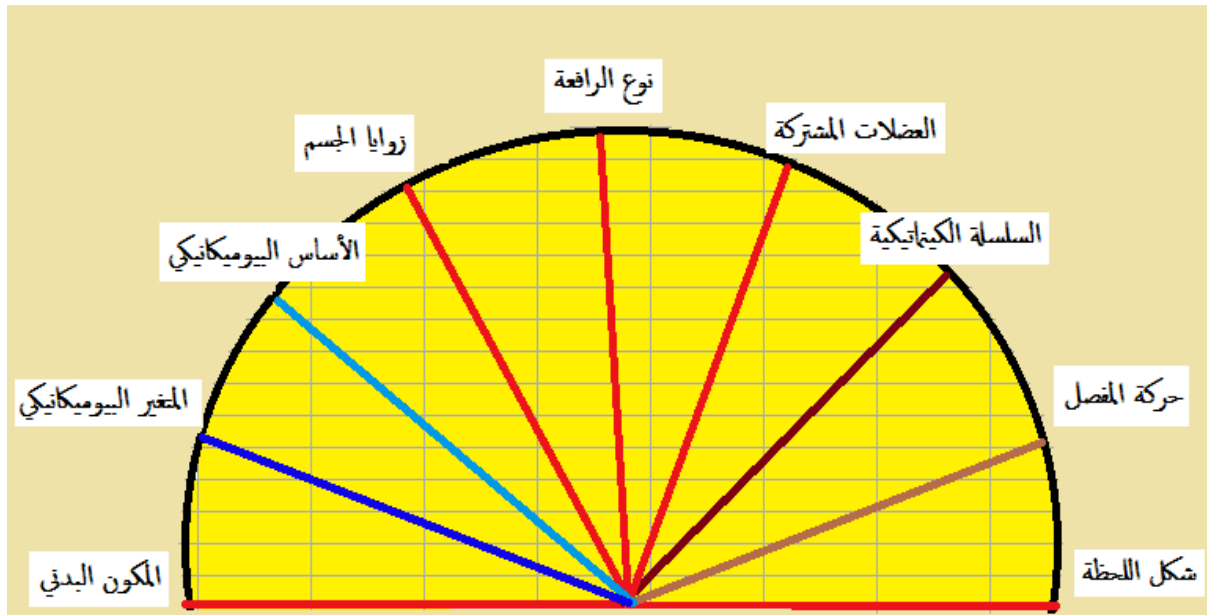 نوع الرافعة
العضلات المشتركة
زوايا الجسم
السلسلة الكينماتيكية
الأساس البيوميكانيكي
حركة المفصل
المتغير البيوميكانيكي
شكل اللحظة
المكون البدني